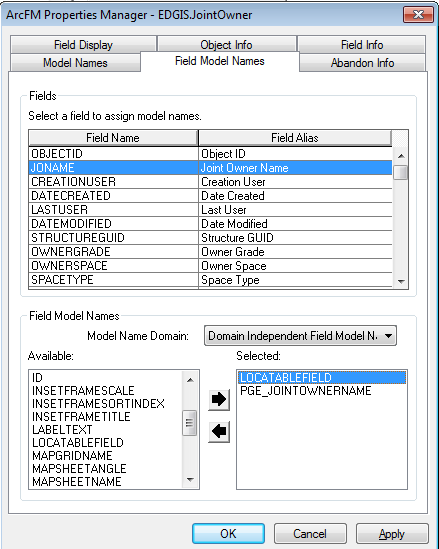 ArcFM Properties Manager - EDGISJointOwner
Field Display Object Info Field Info
Model Names Field Model Names Abandon Info
Fields
Select a field to assign model names.
Field Name Field Alias
OBJECTID Object ID
JONAME Joint Owner Name
CREATIONUSER Creation User
DATECREATED Date Created
LASTUSER Last User
DATEMODIFIED Date Modified
STRUCTUREGUID Structure GUID
OWNERGRADE Owner Grade
OWNERSPACE Owner Space
SPACETYPE Space Type
Field Model Names
Model Name Domain: Domain Independent Field Model Na
Available: Selected:
ID
INSETFRAMESCALE
INSETFRAMESORTINDEX
INSETFRAMETITLE
LABELTEXT
LOCATABLEFIELD
MAPGRIDNAME
MAPSHEETANGLE
MAPSHEETNAME
LOCATABLEFIELD
PGE_JOINTOWNERNAME
OK Cancel Apply